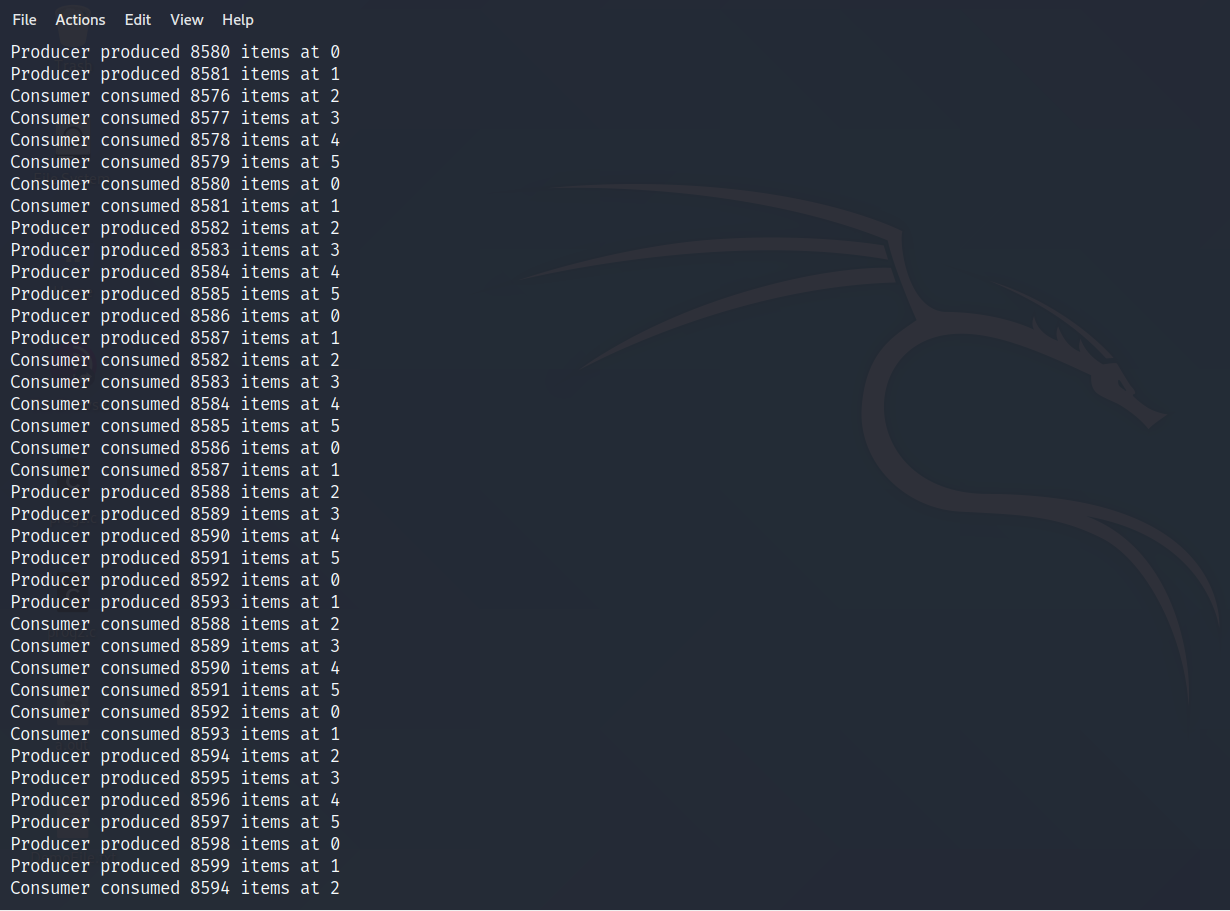 File Actions Edit View Help
Producer produced 8580 items at 0
Producer produced 8581 items at 1
Consumer consumed 8576 items at 2
Consumer consumed 8577 items at 3
Consumer consumed 8578 items at 4
Consumer consumed 8579 items at 5
Consumer consumed 8580 items at 0
Consumer consumed 8581 items at 1
Producer produced 8582 items at 2
Producer produced 8583 items at 3
Producer produced 8584 items at 4
Producer produced 8585 items at 5
Producer produced 8586 items at 0
Producer produced 8587 items at 1
Consumer consumed 8582 items at 2
Consumer consumed 8583 items at 3
Consumer consumed 8584 items at 4
Consumer consumed 8585 items at 5
Consumer consumed 8586 items at 0
Consumer consumed 8587 items at 1
Producer produced 8588 items at 2
Producer produced 8589 items at 3
Producer produced 8590 items at 4
Producer produced 8591 items at 5
Producer produced 8592 items at 0
Producer produced 8593 items at 1
Consumer consumed 8588 items at 2
Consumer consumed 8589 items at 3
Consumer consumed 8590 items at 4
Consumer consumed 8591 items at 5
Consumer consumed 8592 items at 0
Consumer consumed 8593 items at 1
Producer produced 8594 items at 2
Producer produced 8595 items at 3
Producer produced 8596 items at 4
Producer produced 8597 items at 5
Producer produced 8598 items at 0
Producer produced 8599 items at 1
Consumer consumed 8594 items at 2